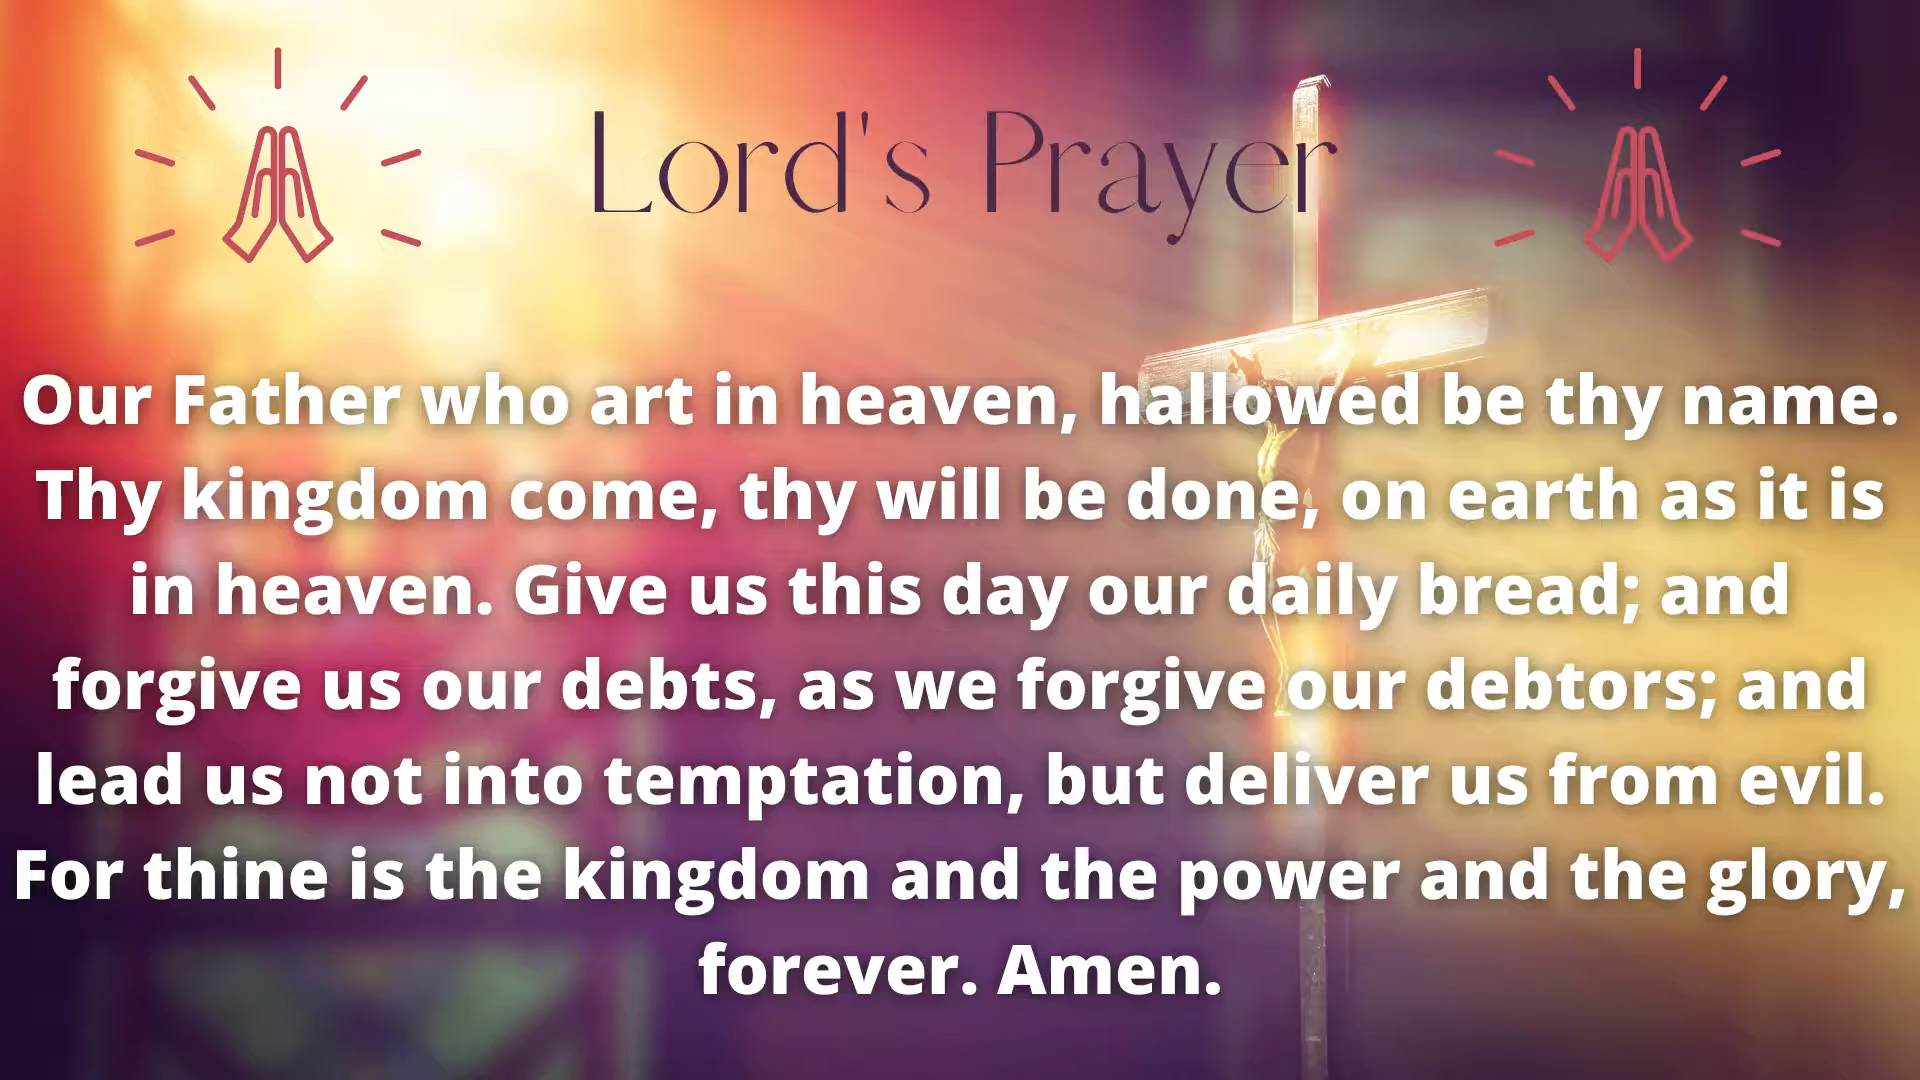 Lord's Prayer
Our Father who art in heaven, hallowed be thy name.
Thy kingdom come, thy will be done, on earth as it is
in heaven. Give us this day our daily bread; and
forgive us our debts, as we forgive our debtors; and
lead us not into temptation, but deliver us from evil.
For thine is the kingdom and the power and the glory,
forever. Amen.